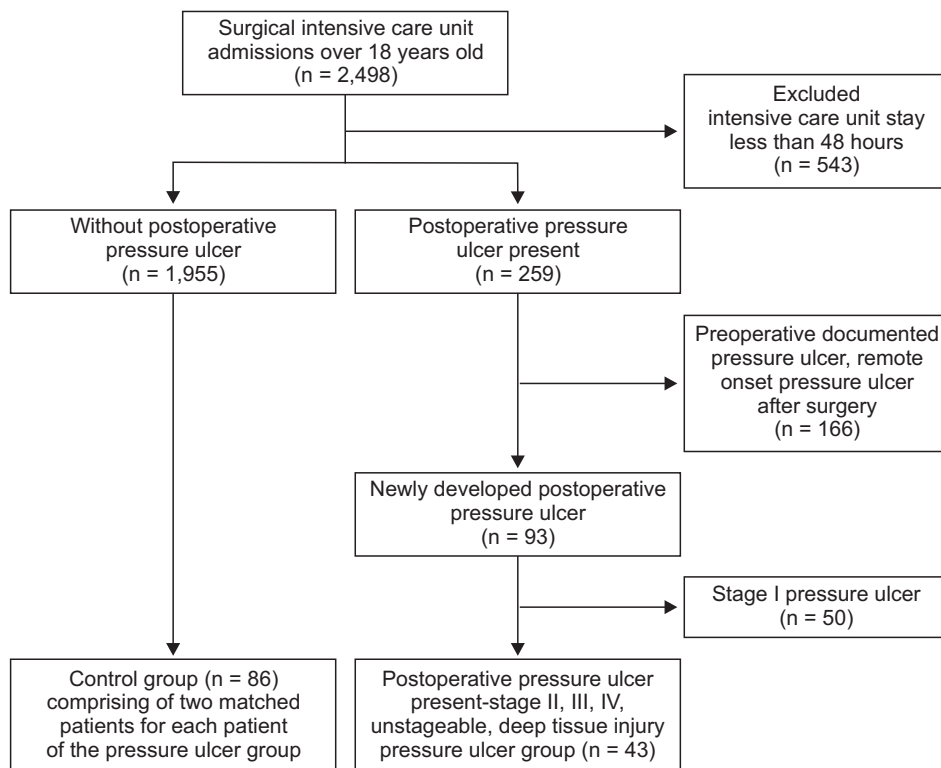 Surgical intensive care unit
admissions over 18 years old
(n = 2,498)
Excluded
intensive care unit stay
less than 48 hours
(n = 543)
Without postoperative
pressure ulcer
(n = 1,955)
Postoperative pressure
ulcer present
(n = 259)
Preoperative documented
pressure ulcer, remote
onset pressure ulcer
after surgery
(n = 166)
Newly developed postoperative
pressure ulcer
(n = 93)
Stage I pressure ulcer
(n = 50)
Control group (n = 86)
comprising of two matched
patients for each patient
of the pressure ulcer group
Postoperative pressure ulcer
present-stage II, III, IV,
unstageable, deep tissue injury
pressure ulcer group (n = 43)